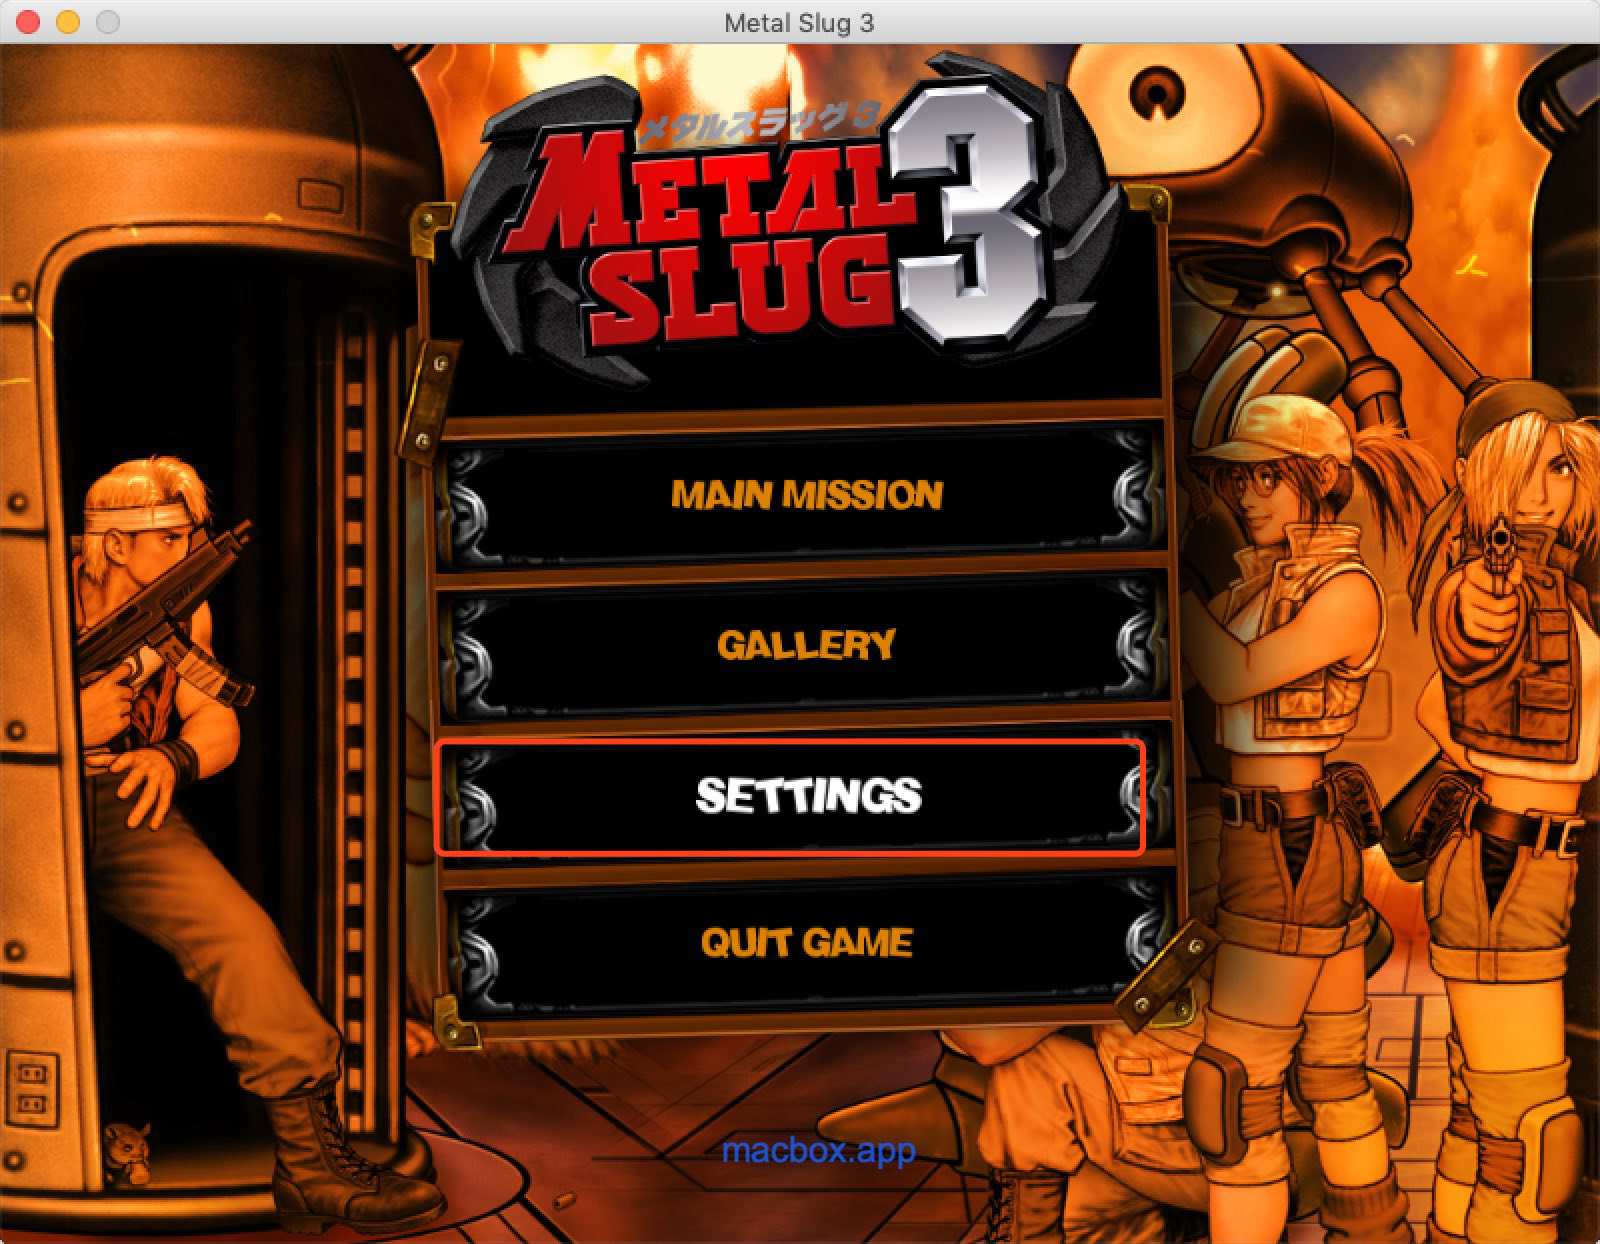 Metal Slug 3
メタルスラッグ3
METAL
SLUG 3
MAIN MISSION
GALLERY
SETTINGS
QUIT GAME
macbox.app